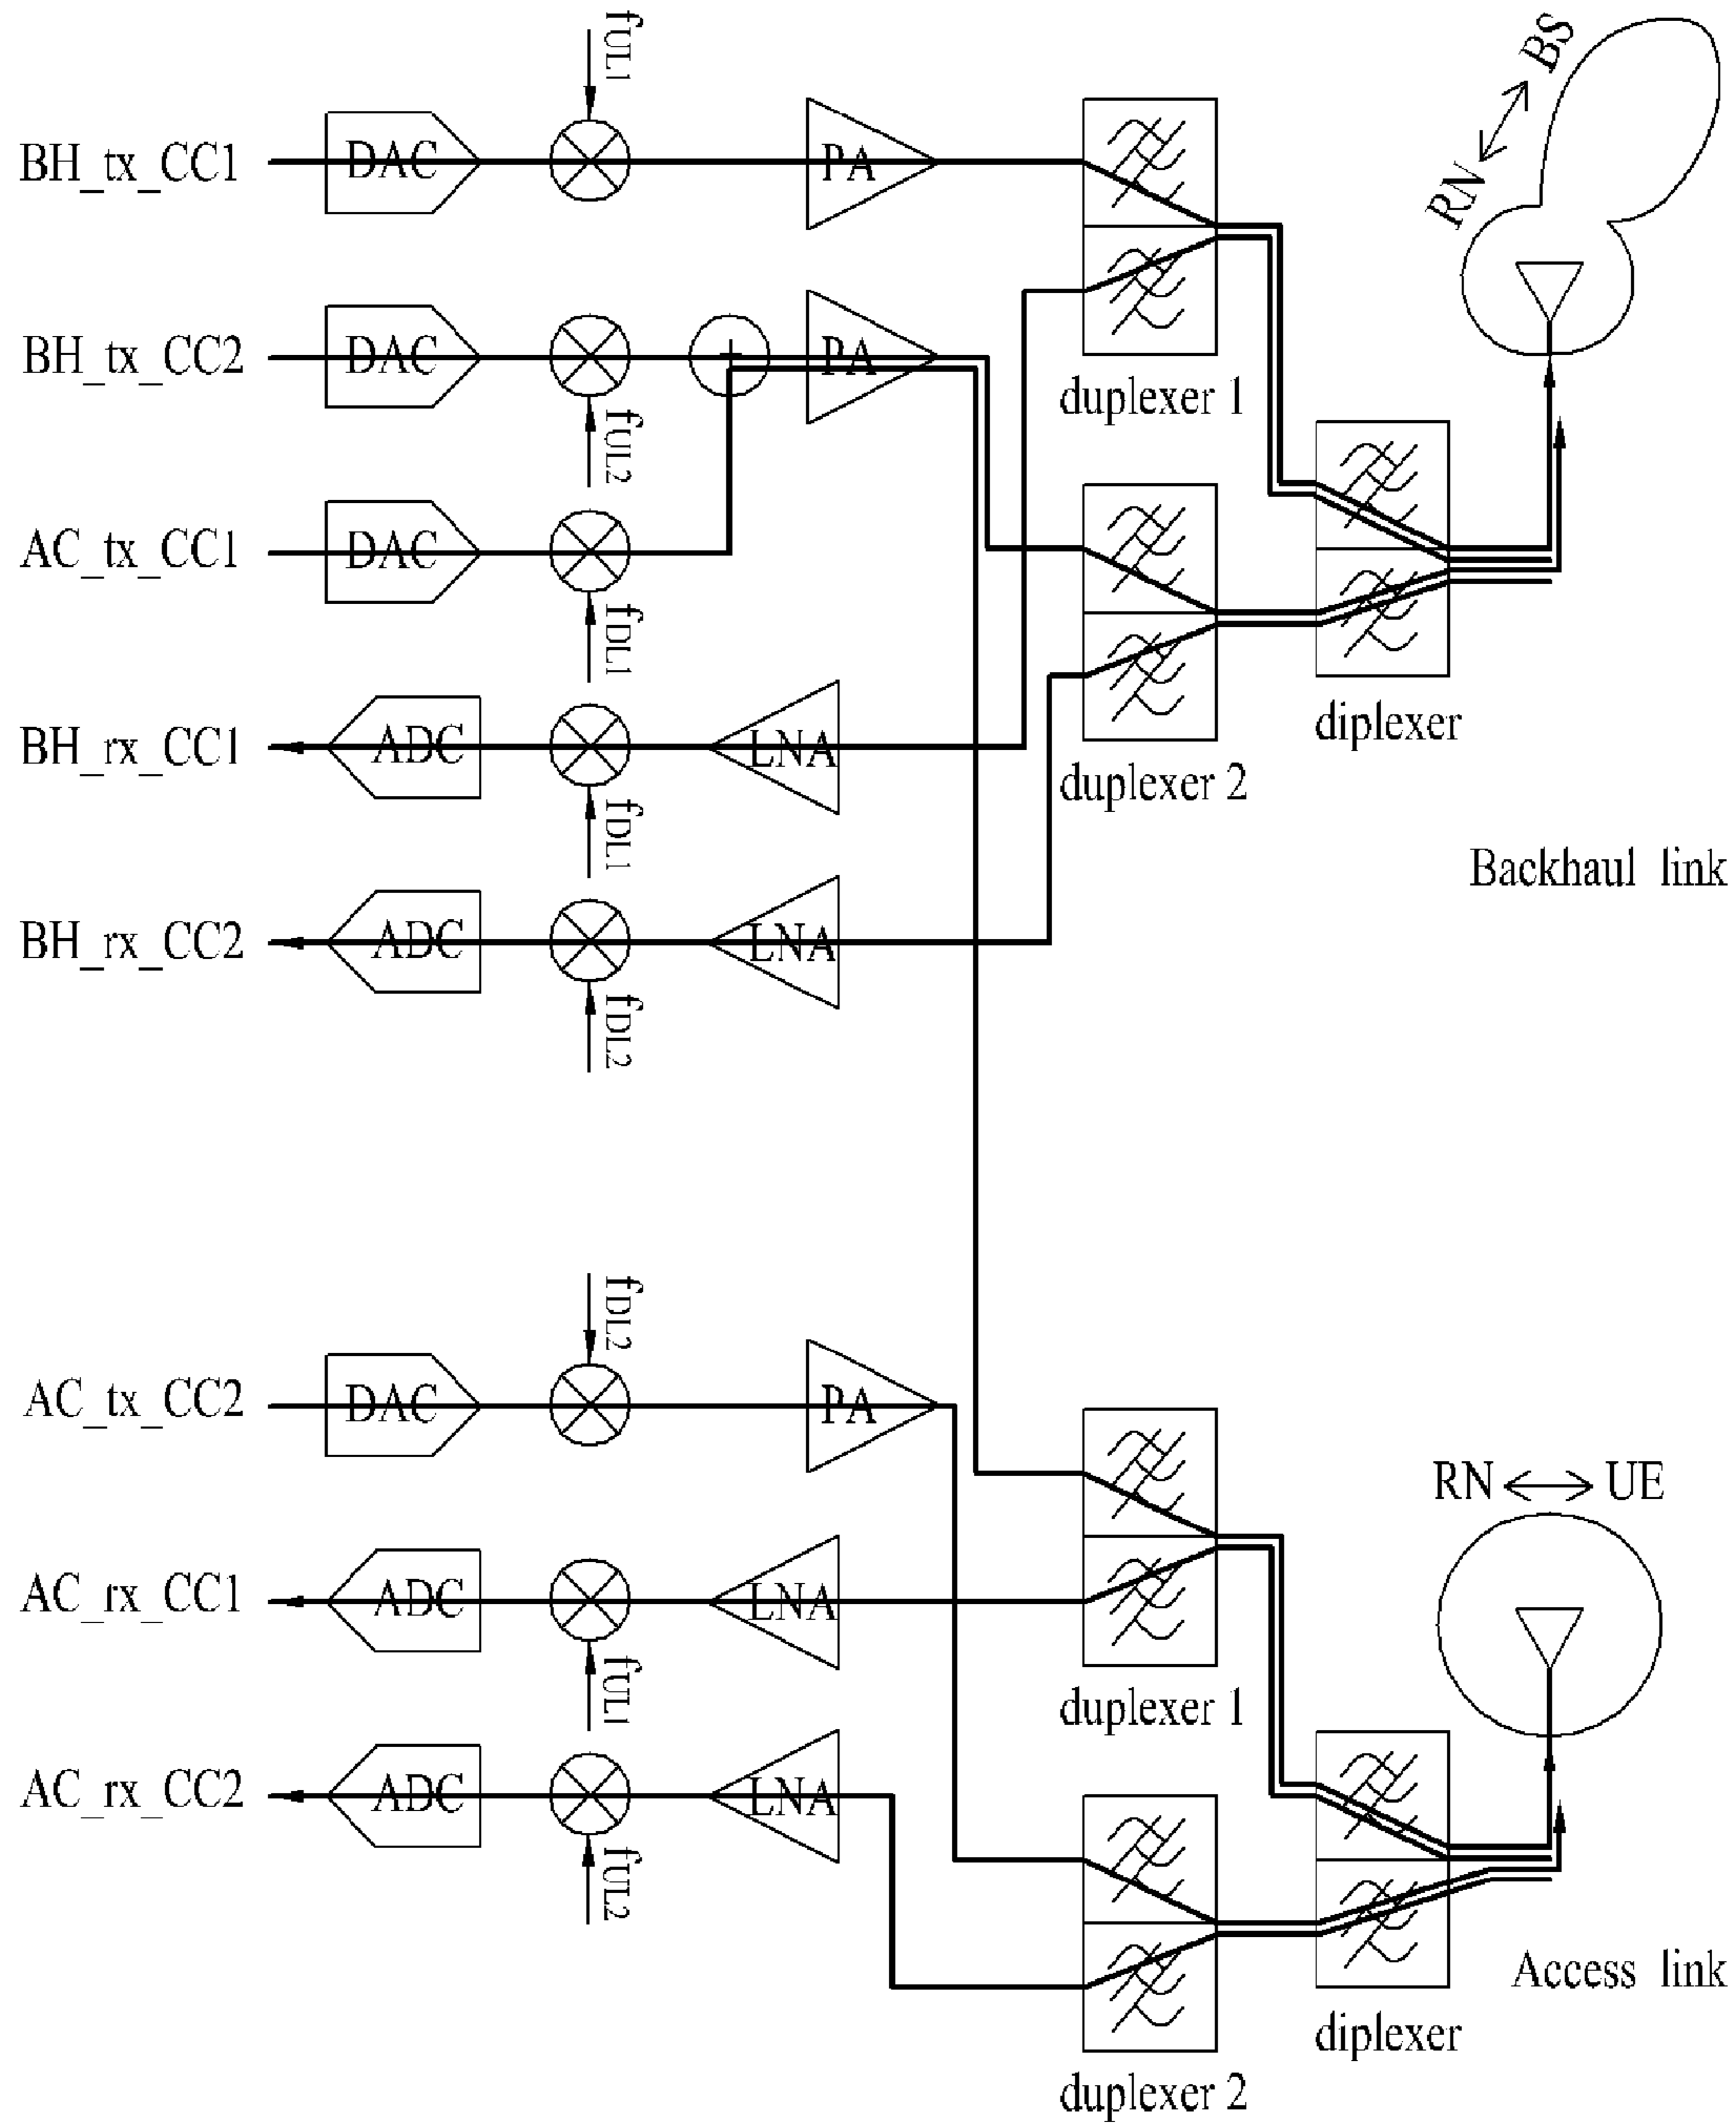 fUL1
BH_tx_CC1
DAC
PA
RN
BS
BH_tx_CC2
DAC
+
PA
duplexer 1
fUL2
AC_tx_CC1
DAC
fDL1
BH_rx_CC1
ADC
LNA
duplexer 2
diplexer
fDL1
Backhaul link
BH_rx_CC2
ADC
LNA
fDL2
fDL2
AC_tx_CC2
DAC
PA
RN UE
AC_rx_CC1
ADC
LNA
fUL1
duplexer 1
AC_rx_CC2
ADC
LNA
fUL2
Access link
diplexer
duplexer 2